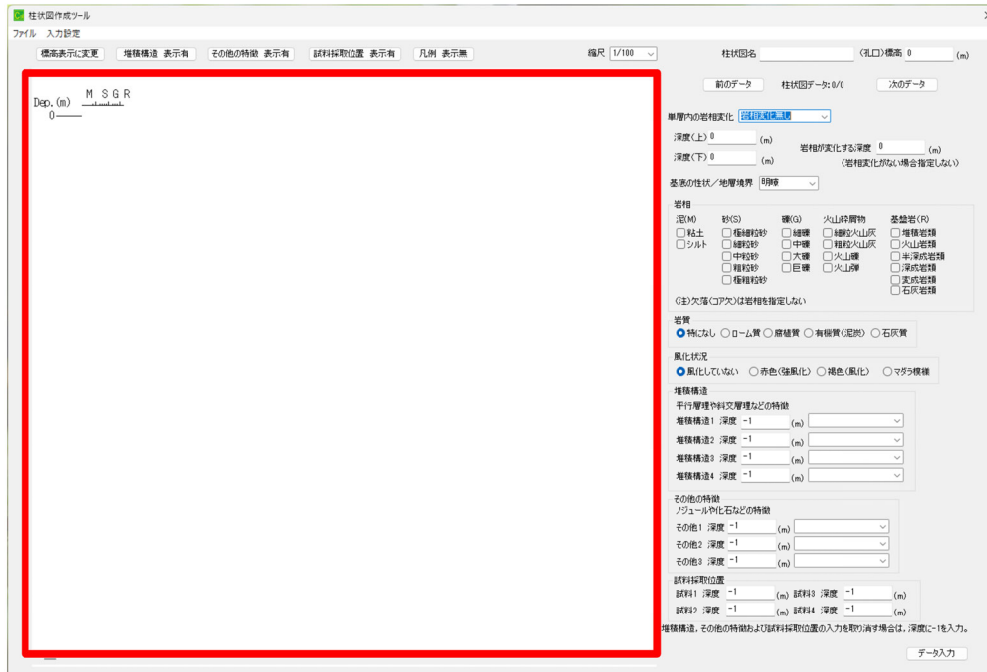 柱状図作成ツール
ファイル 入力設定
標高表示に変更 堆積構造 表示有 その他の特徴 表示有 試料採取位置 表示有 凡例 表示無 縮尺 1/100 柱状図名 (孔口)標高 0 (m)
前のデータ 柱状図データ:0/( 次のデータ
M S G R
Dep.(m)
0
単層内の岩相変化 岩相変化無し
深度(上) 0 (m)
岩相が変化する深度 0 (m)
深度(下) 0 (m)
(岩相変化がない場合指定しない)
基底の性状/地層境界 明瞭
岩相
泥(M) 砂(S) 礫(G) 火山砕屑物 基盤岩(R)
粘土 極細粒砂 細礫 細粒火山灰 堆積岩類
シルト 細粒砂 中礫 粗粒火山灰 火山岩類
中粒砂 大礫 火山礫 半深成岩類
粗粒砂 巨礫 火山弾 深成岩類
極粗粒砂 変成岩類
石灰岩類
(注)欠落(コア欠)は岩相を指定しない
岩質
特になし ローム質 腐植質 有機質(泥炭) 石灰質
風化状況
風化していない 赤色(強風化) 褐色(風化) マダラ模様
堆積構造
平行層理や斜交層理などの特徴
堆積構造1 深度 -1 (m)
堆積構造2 深度 -1 (m)
堆積構造3 深度 -1 (m)
堆積構造4 深度 -1 (m)
その他の特徴
ノジュールや化石などの特徴
その他1 深度 -1 (m)
その他2 深度 -1 (m)
その他3 深度 -1 (m)
試料採取位置
試料1 深度 -1 (m) 試料3 深度 -1 (m)
試料2 深度 -1 (m) 試料4 深度 -1 (m)
堆積構造,その他の特徴および試料採取位置の入力を取り消す場合は,深度に-1を入力。
データ入力